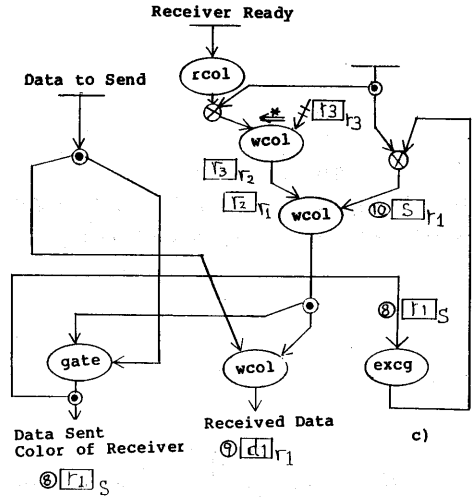 Receiver Ready
rcol
Data to Send
*
r3 r3
wcol
r3 r2
r2 r1
wcol
⑩ S r1
⑧ r1 S
gate
wcol
excg
Data Sent
Color of Receiver
Received Data
c)
⑧ r1 S
⑨ d1 r1